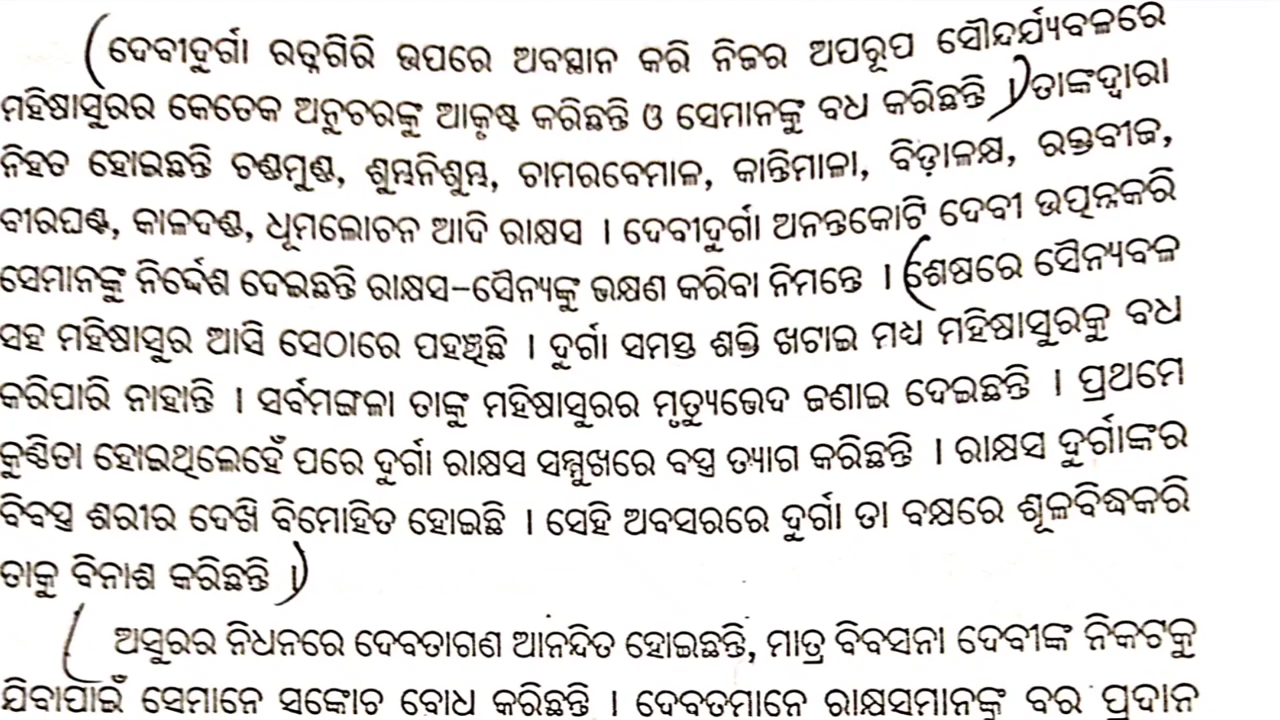 ଦେବୀଦୁର୍ଗା ରତ୍ନଗିରି ଉପରେ ଅବସ୍ଥାନ କରି ନିଜର ଅପରୂପ ସୌନ୍ଦର୍ଯ୍ୟବଳରେ
ମହିଷାସୁରର କେତେକ ଅନୁଚରଙ୍କୁ ଆକୃଷ୍ଟ କରିଛନ୍ତି ଓ ସେମାନଙ୍କୁ ବଧ କରିଛନ୍ତି । ତାଙ୍କଦ୍ୱାରା
ନିହତ ହୋଇଛନ୍ତି ଚଣ୍ଡମୁଣ୍ଡ, ଶୁମ୍ଭନିଶୁମ୍ଭ, ଚାମରବେମାଳ, କାନ୍ତିମାଳା, ବିଡ଼ାଳକ୍ଷ, ରକ୍ତବୀଜ,
ବୀରଘଣ୍ଟ, କାଳଦଣ୍ଡ, ଧୂମଲୋଚନ ଆଦି ରାକ୍ଷସ । ଦେବୀଦୁର୍ଗା ଅନନ୍ତକୋଟି ଦେବୀ ଉତ୍ପନ୍ନକରି
ସେମାନଙ୍କୁ ନିର୍ଦ୍ଦେଶ ଦେଇଛନ୍ତି ରାକ୍ଷସ-ସୈନ୍ୟଙ୍କୁ ଭକ୍ଷଣ କରିବା ନିମନ୍ତେ । (ଶେଷରେ ସୈନ୍ୟବଳ
ସହ ମହିଷାସୁର ଆସି ସେଠାରେ ପହଞ୍ଚିଛି । ଦୁର୍ଗା ସମସ୍ତ ଶକ୍ତି ଖଟାଇ ମଧ୍ୟ ମହିଷାସୁରକୁ ବଧ
କରିପାରି ନାହାନ୍ତି । ସର୍ବମଙ୍ଗଳା ତାଙ୍କୁ ମହିଷାସୁରର ମୃତ୍ୟୁଭେଦ ଜଣାଇ ଦେଇଛନ୍ତି । ପ୍ରଥମେ
କୁଣ୍ଠିତା ହୋଇଥିଲେହେଁ ପରେ ଦୁର୍ଗା ରାକ୍ଷସ ସମ୍ମୁଖରେ ବସ୍ତ୍ର ତ୍ୟାଗ କରିଛନ୍ତି । ରାକ୍ଷସ ଦୁର୍ଗାଙ୍କର
ବିବସ୍ତ୍ର ଶରୀର ଦେଖି ବିମୋହିତ ହୋଇଛି । ସେହି ଅବସରରେ ଦୁର୍ଗା ତା ବକ୍ଷରେ ଶୂଳବିଦ୍ଧକରି
ତାକୁ ବିନାଶ କରିଛନ୍ତି ।)
ଅସୁରର ନିଧନରେ ଦେବତାଗଣ ଆନନ୍ଦିତ ହୋଇଛନ୍ତି, ମାତ୍ର ବିବସନା ଦେବୀଙ୍କ ନିକଟକୁ
ଯିବାପାଇଁ ସେମାନେ ସଙ୍କୋଚ ବୋଧ କରିଛନ୍ତି । ଦେବତମାନେ ରାକ୍ଷସମାନଙ୍କୁ ବର ପ୍ରଦାନ